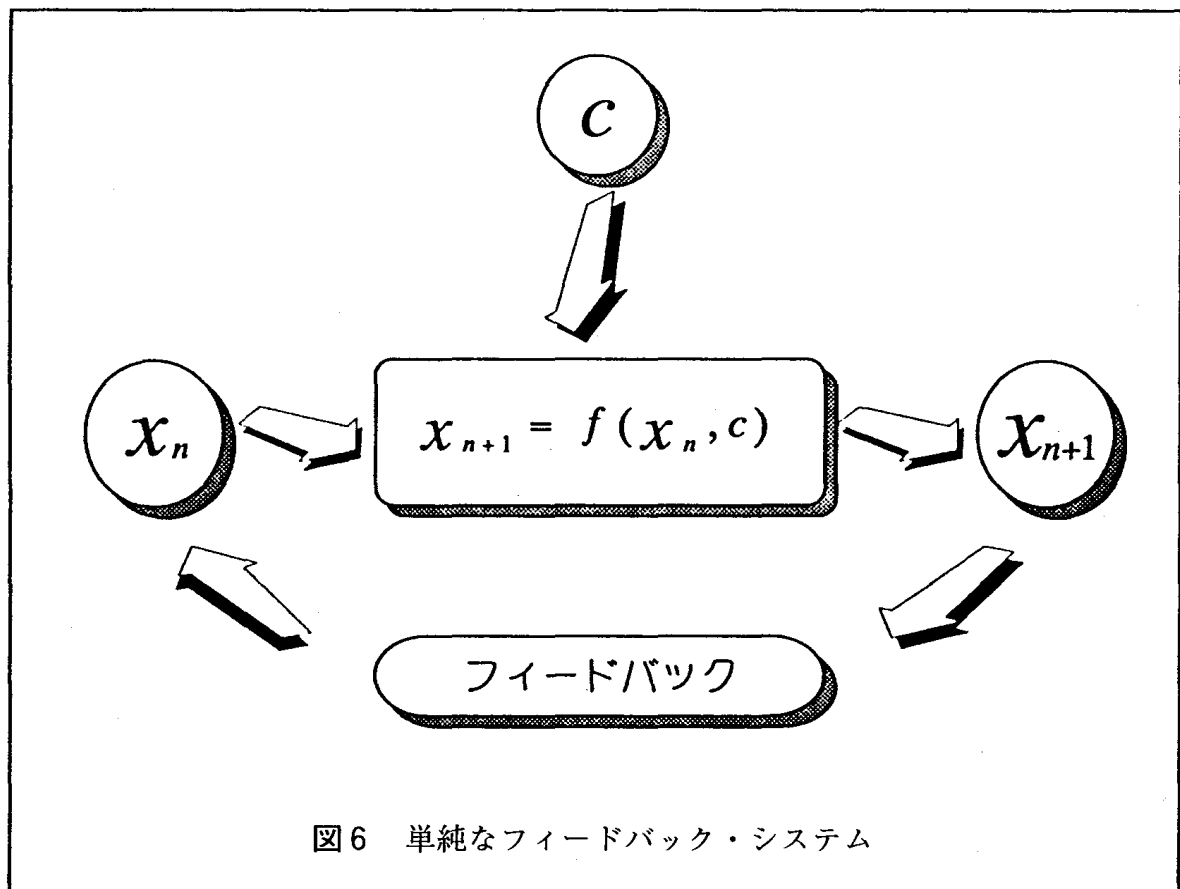 c
xₙ
xₙ₊₁ = f(xₙ, c)
xₙ₊₁
フィードバック
図6 単純なフィードバック・システム